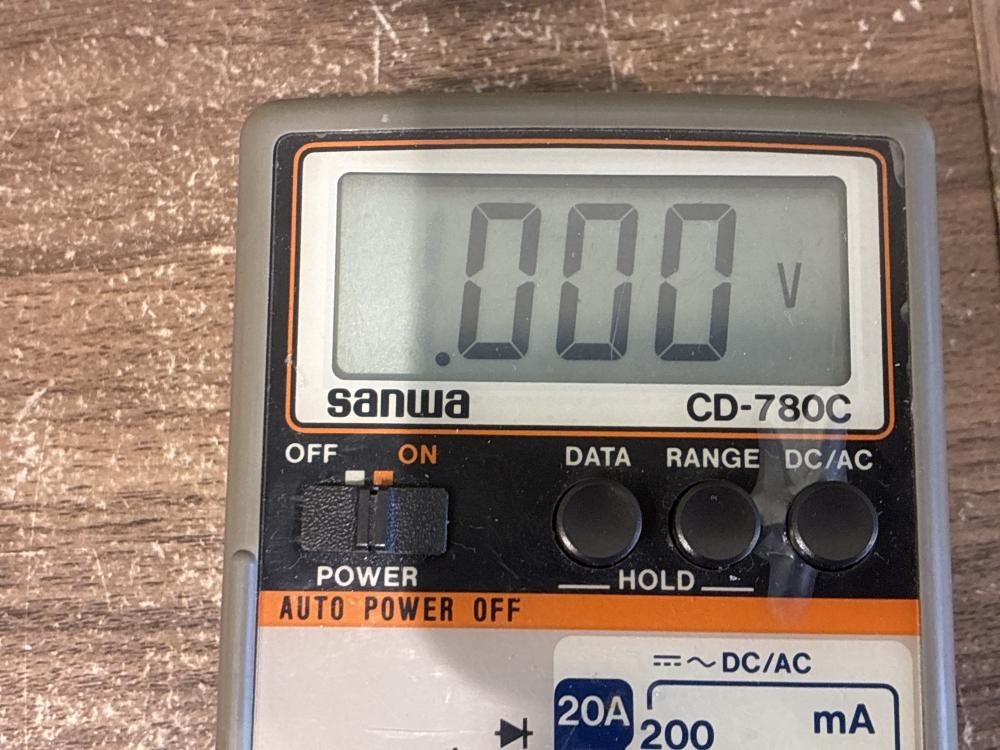 .000 V
sanwa CD-780C
OFF ON DATA RANGE DC/AC
POWER HOLD
AUTO POWER OFF
⎓~DC/AC
20A 200 mA